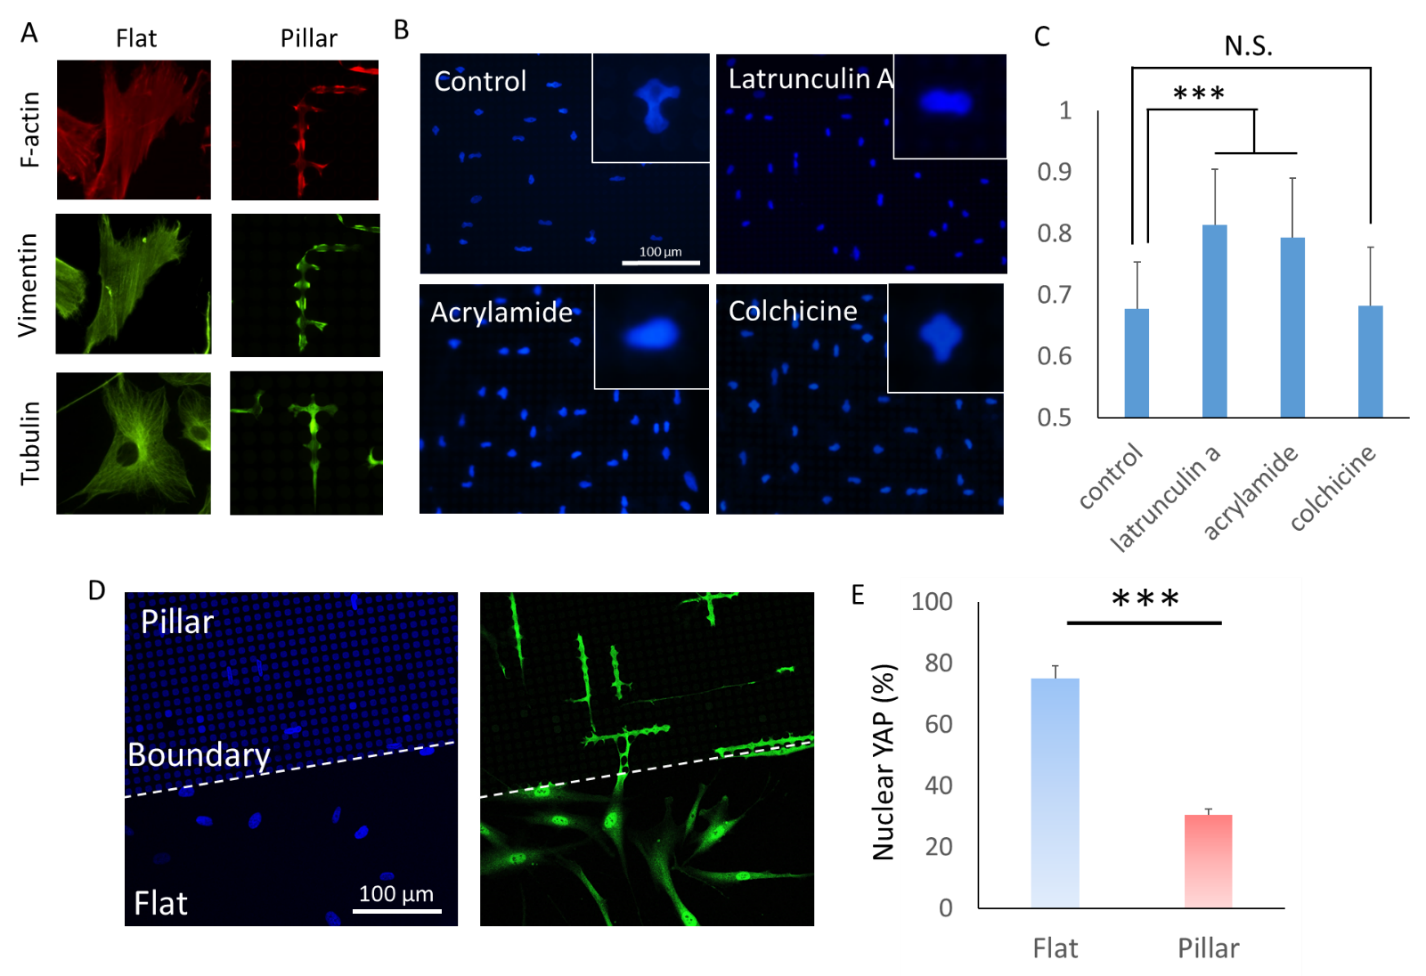 A
Flat
Pillar
F-actin
Vimentin
Tubulin
B
Control
Latrunculin A
100 µm
Acrylamide
Colchicine
C
N.S.
***
1
0.9
0.8
0.7
0.6
0.5
control
latrunculin a
acrylamide
colchicine
D
Pillar
Boundary
Flat
100 µm
E
***
Nuclear YAP (%)
100
80
60
40
20
0
Flat
Pillar